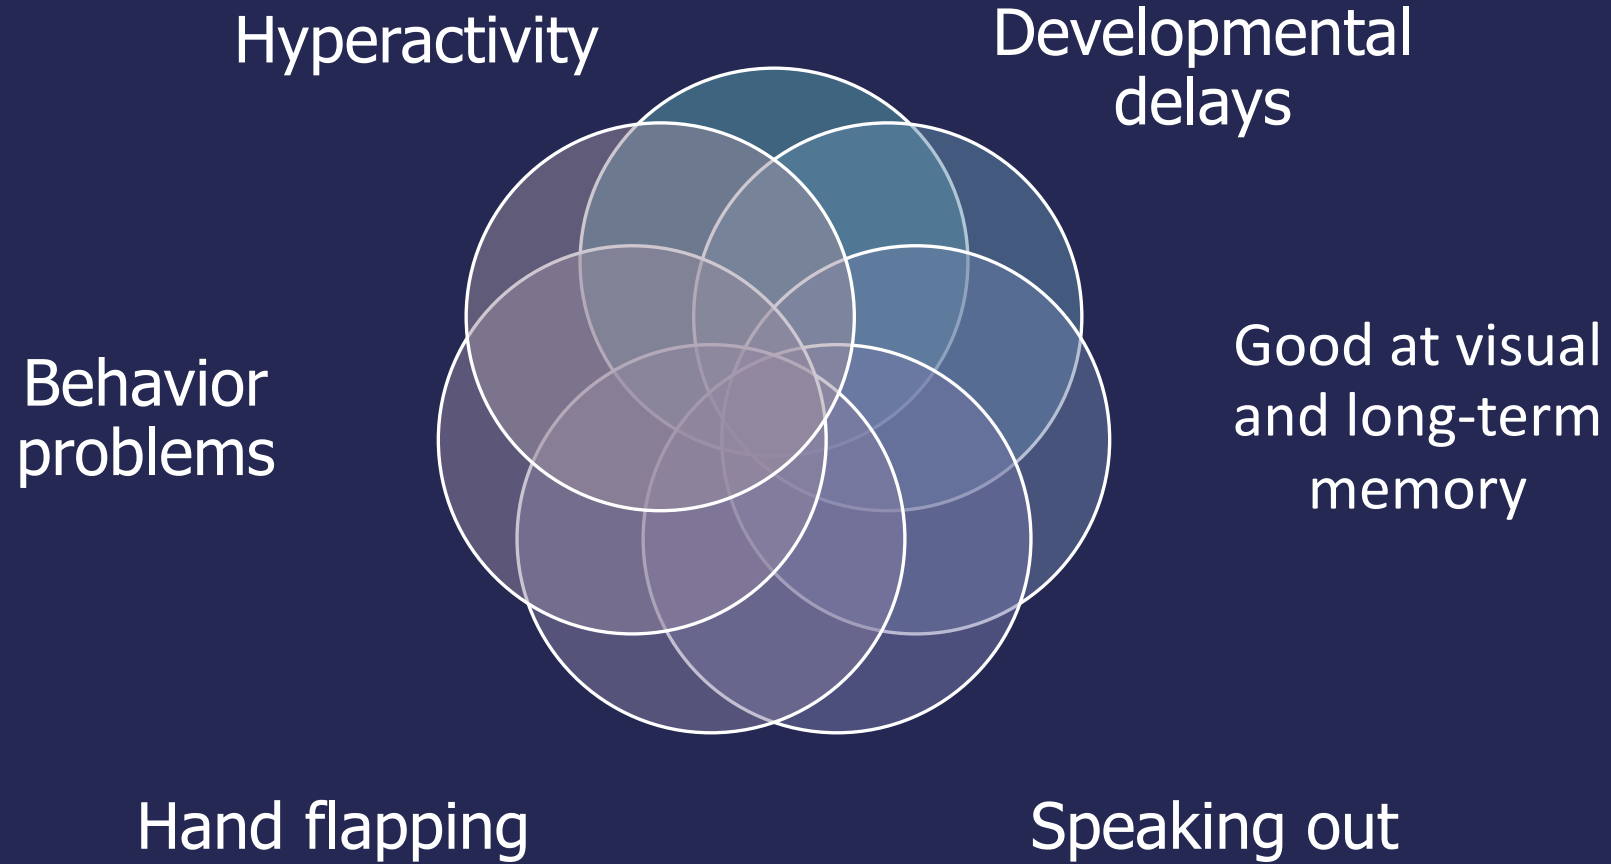 Hyperactivity
Developmental
delays
Behavior
problems
Good at visual
and long-term
memory
Hand flapping
Speaking out